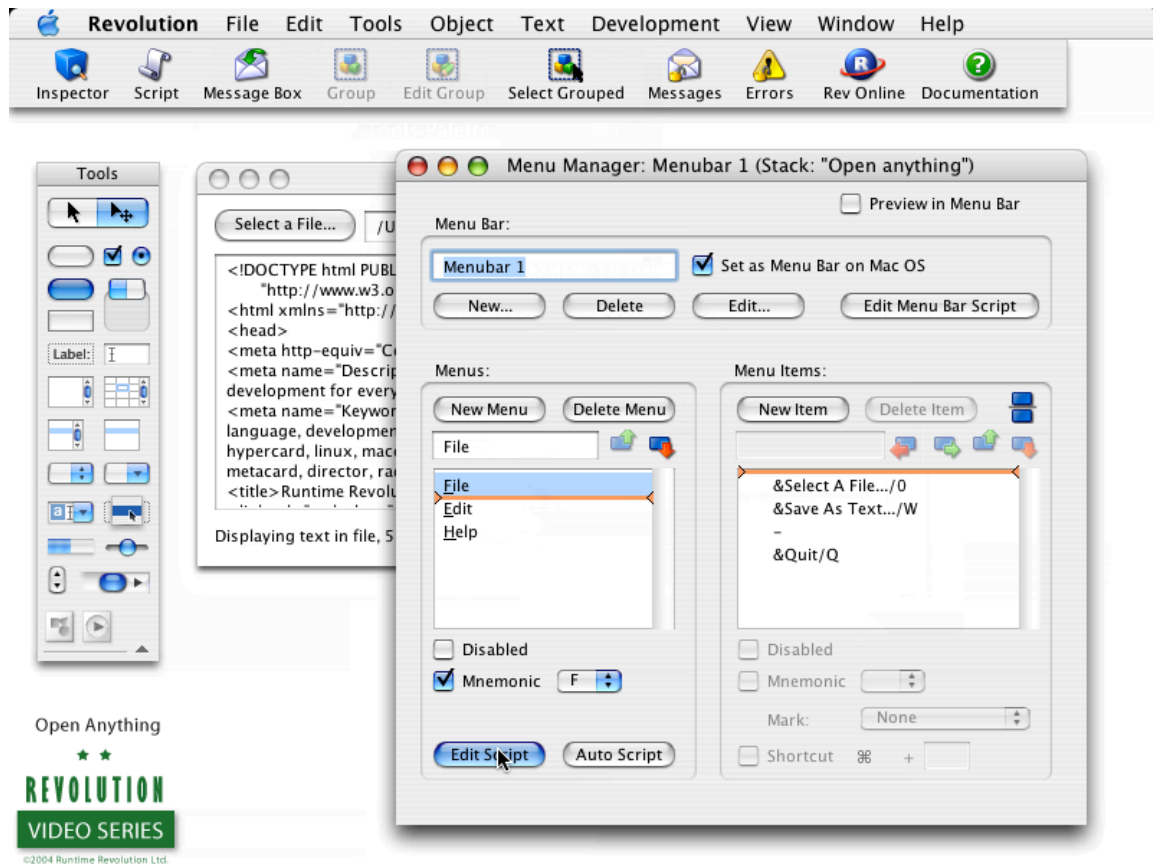 Revolution File Edit Tools Object Text Development View Window Help
Inspector Script Message Box Group Edit Group Select Grouped Messages Errors Rev Online Documentation
Tools
Label:
Select a File... /U
<!DOCTYPE html PUBL
"http://www.w3.o
<html xmlns="http://
<head>
<meta http-equiv="Co
<meta name="Descrip
development for every
<meta name="Keywor
language, developmen
hypercard, linux, maco
metacard, director, rad
<title>Runtime Revolu
Displaying text in file, 5
Menu Manager: Menubar 1 (Stack: "Open anything")
Preview in Menu Bar
Menu Bar:
Menubar 1
Set as Menu Bar on Mac OS
New... Delete Edit... Edit Menu Bar Script
Menus:
New Menu Delete Menu
File
File
Edit
Help
Disabled
Mnemonic F
Edit Script Auto Script
Menu Items:
New Item Delete Item
&Select A File.../0
&Save As Text.../W
-
&Quit/Q
Disabled
Mnemonic
Mark: None
Shortcut ⌘ +
Open Anything
REVOLUTION
VIDEO SERIES
©2004 Runtime Revolution Ltd.